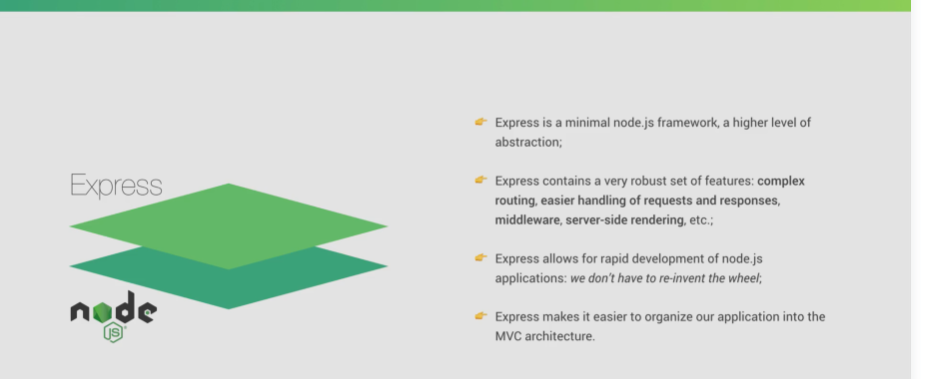 Express
node
JS
Express is a minimal node.js framework, a higher level of
abstraction;
Express contains a very robust set of features: complex
routing, easier handling of requests and responses,
middleware, server-side rendering, etc.;
Express allows for rapid development of node.js
applications: we don't have to re-invent the wheel;
Express makes it easier to organize our application into the
MVC architecture.